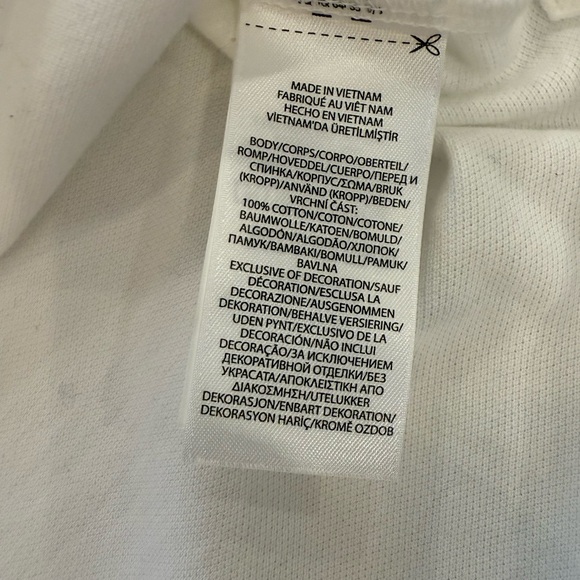 MADE IN VIETNAM
FABRIQUÉ AU VIÊT NAM
HECHO EN VIETNAM
VİETNAM'DA ÜRETİLMİŞTİR
BODY/CORPS/CORPO/OBERTEIL/
ROMP/HOVEDDEL/CUERPO/ПЕРЕД И
СПИНКА/КОРПУС/ΣΩΜΑ/BRUK
(KROPP)/ANVÄND (KROPP)/BEDEN/
VRCHNÍ ČÁST:
100% COTTON/COTON/COTONE/
BAUMWOLLE/KATOEN/BOMULD/
ALGODÓN/ALGODÃO/ХЛОПОК/
ПАМУК/ΒΑΜΒΑΚΙ/BOMULL/PAMUK/
BAVLNA
EXCLUSIVE OF DECORATION/SAUF
DÉCORATION/ESCLUSA LA
DECORAZIONE/AUSGENOMMEN
DEKORATION/BEHALVE VERSIERING/
UDEN PYNT/EXCLUSIVO DE LA
DECORACIÓN/NÃO INCLUI
DECORAÇÃO/ЗА ИСКЛЮЧЕНИЕМ
ДЕКОРАТИВНОЙ ОТДЕЛКИ/БЕЗ
УКРАСАТА/ΑΠΟΚΛΕΙΣΤΙΚΗ ΑΠΟ
ΔΙΑΚΟΣΜΗΣΗ/UTELUKKER
DEKORASJON/ENBART DEKORATION/
DEKORASYON HARİÇ/KROMĚ OZDOB